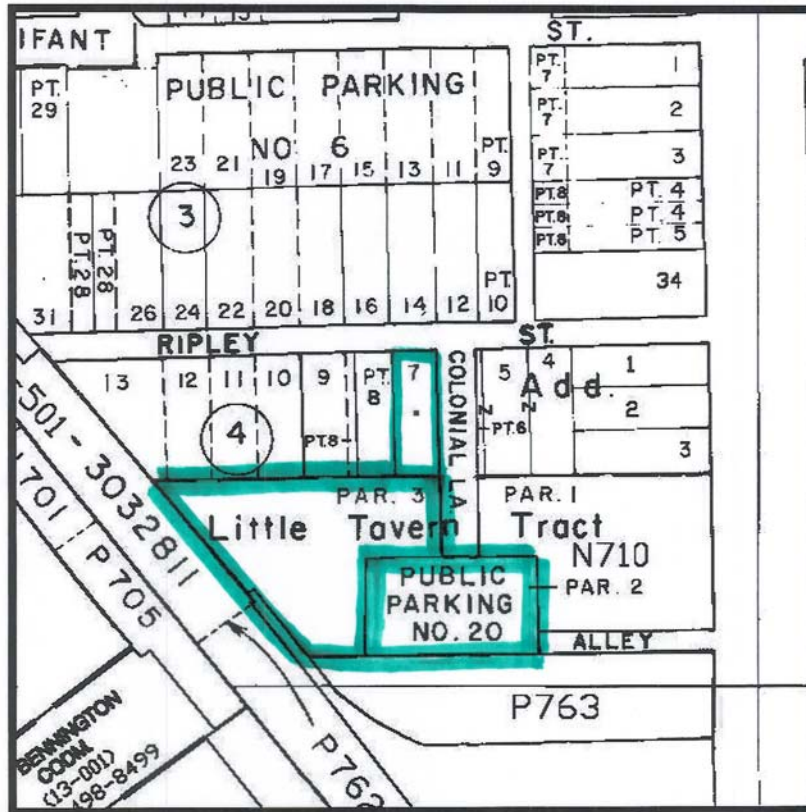 IFANT
ST.
PT. 29
PUBLIC PARKING
NO 6
23 21 19 17 15 13 11 PT. 9
PT. 7 1
PT. 7 2
PT. 7 3
PT.8 PT. 4
PT.8 PT. 4
PT.8 PT. 5
3
PT. 28 PT. 28
34
31 26 24 22 20 18 16 14 12 PT. 10
RIPLEY ST.
13 12 11 10 9 PT. 8 7
COLONIAL LA
5 4 1
Add.
2
4
PT.8
PT.6
3
501-3032811
PAR. 3 PAR. 1
Little Tavern Tract
N710
701 P705
PUBLIC
PARKING
NO. 20
PAR. 2
ALLEY
P763
BENNINGTON
COOM.
(13-001)
498-8499
P762